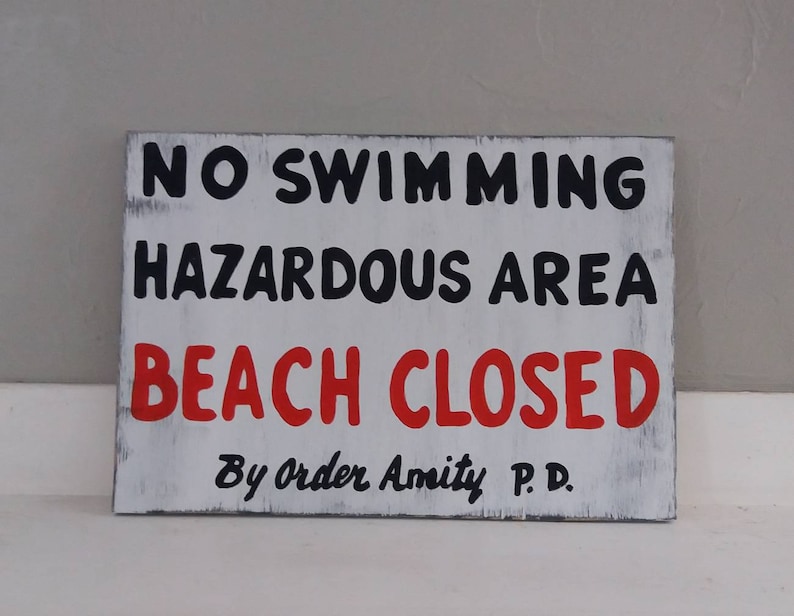 NO SWIMMING
HAZARDOUS AREA
BEACH CLOSED
By Order Amity P.D.